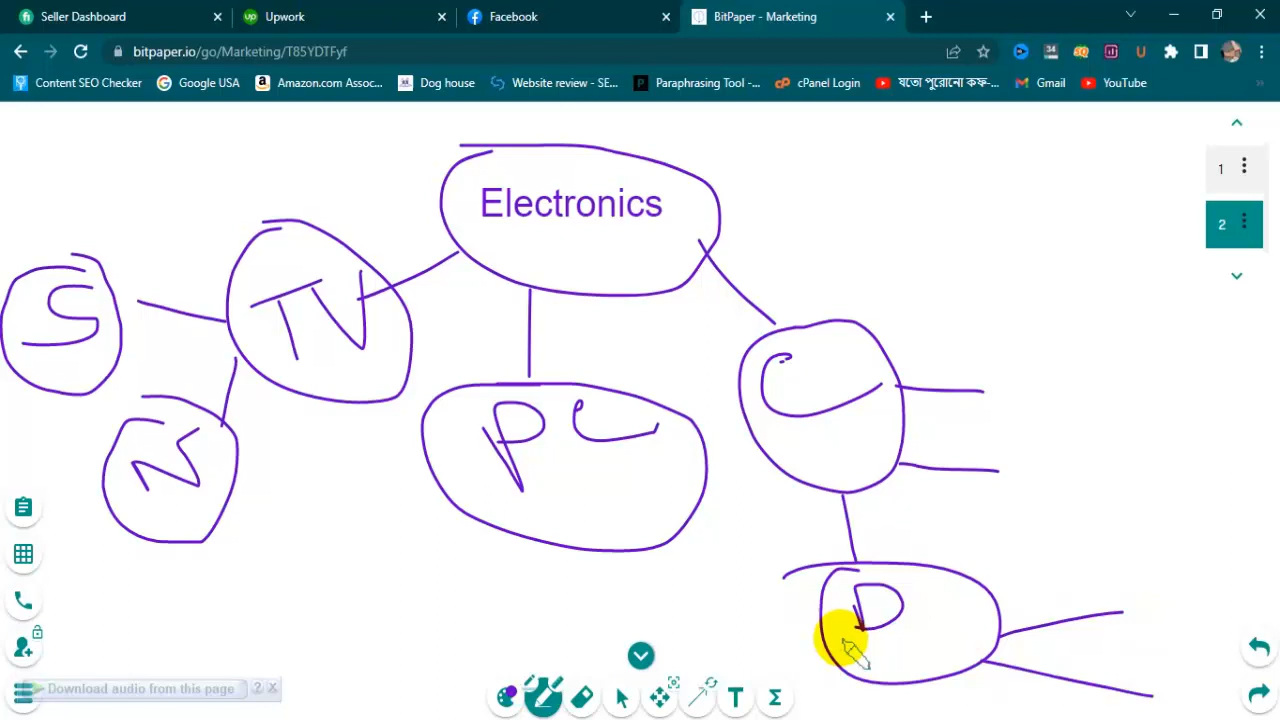 Seller Dashboard
Upwork
Facebook
BitPaper - Marketing
bitpaper.io/go/Marketing/T85YDTFyf
34
Content SEO Checker
Google USA
Amazon.com Assoc...
Dog house
Website review - SE...
Paraphrasing Tool -...
cPanel Login
যতো পুরোনো কফ-...
Gmail
YouTube
1
2
Electronics
S
TV
N
PC
C
D
Download audio from this page